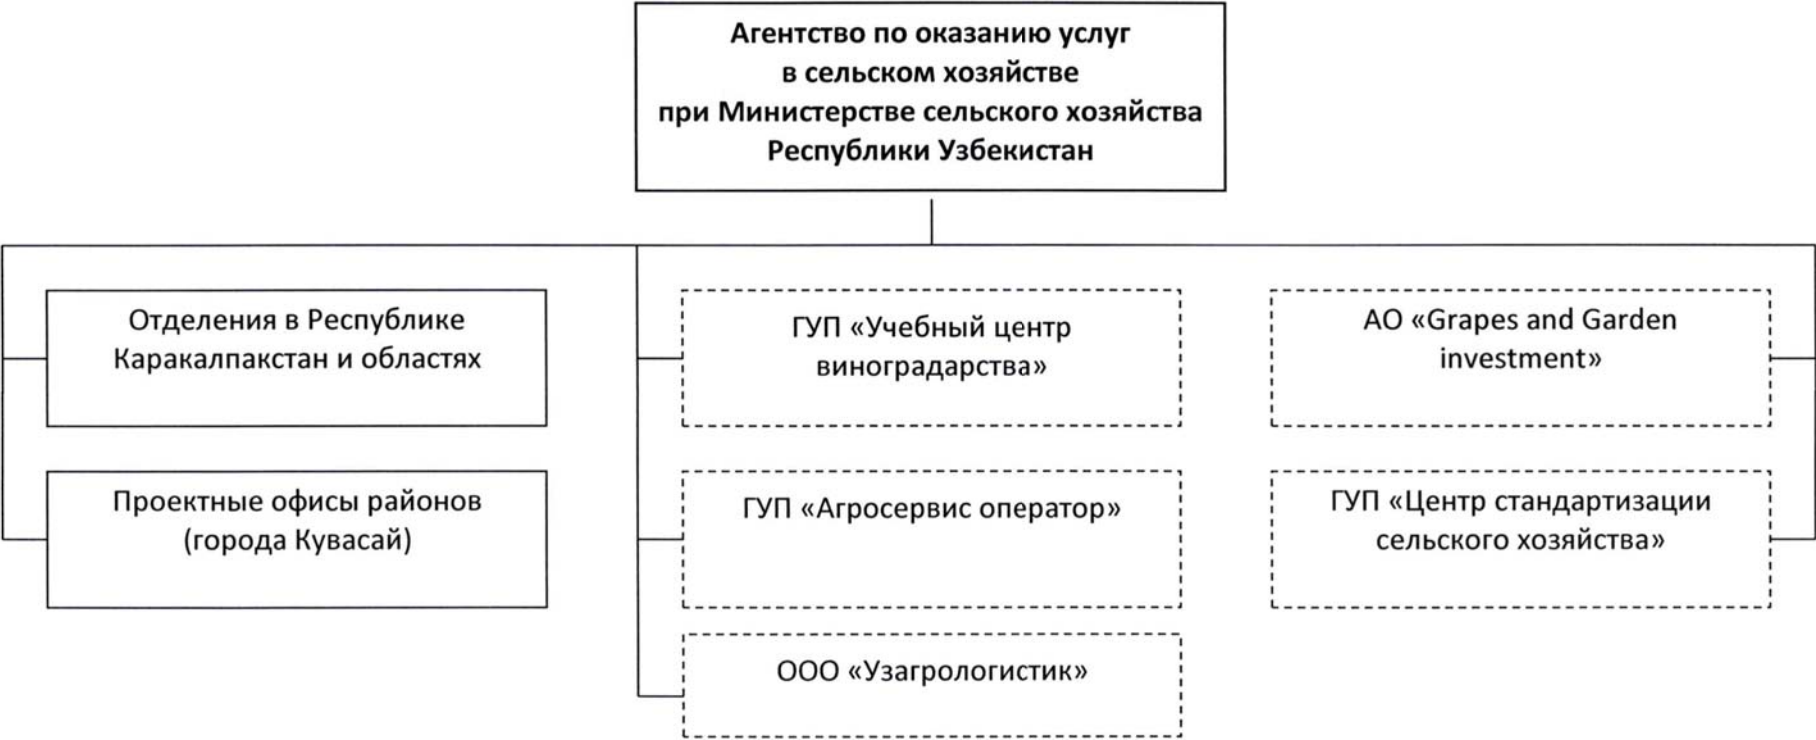 Агентство по оказанию услуг
в сельском хозяйстве
при Министерстве сельского хозяйства
Республики Узбекистан
Отделения в Республике
Каракалпакстан и областях
Проектные офисы районов
(города Кувасай)
ГУП «Учебный центр
виноградарства»
ГУП «Агросервис оператор»
ООО «Узагрологистик»
АО «Grapes and Garden
investment»
ГУП «Центр стандартизации
сельского хозяйства»